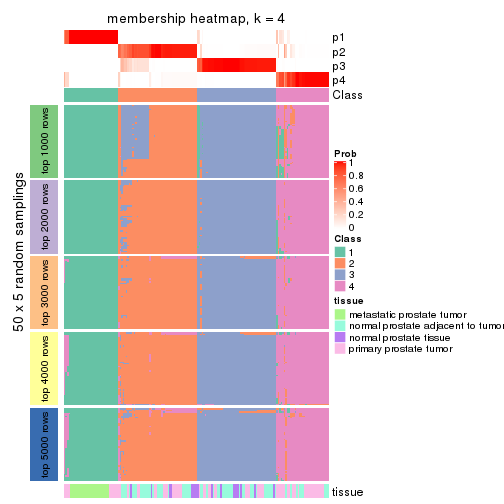 membership heatmap, k = 4
p1
p2
p3
p4
Class
50 x 5 random samplings
top 1000 rows
top 2000 rows
top 3000 rows
top 4000 rows
top 5000 rows
Prob
1
0.8
0.6
0.4
0.2
0
Class
1
2
3
4
tissue
metastatic prostate tumor
normal prostate adjacent to tumor
normal prostate tissue
primary prostate tumor
tissue